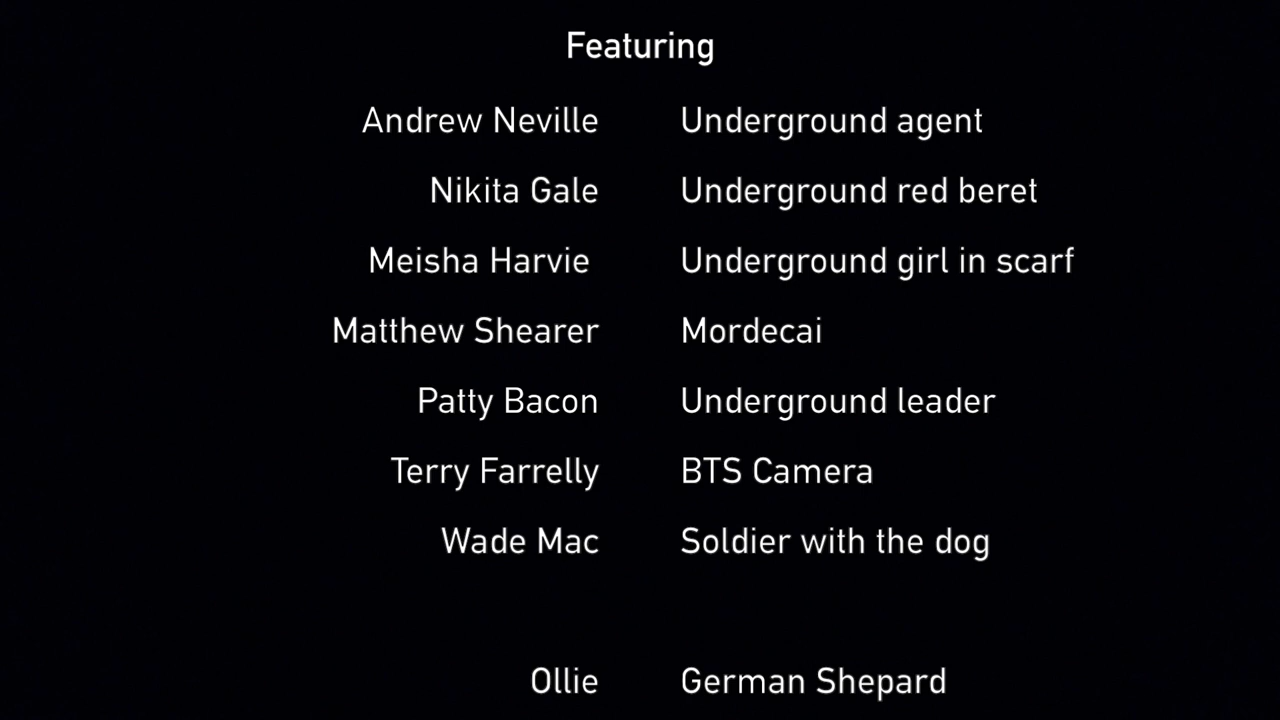 Featuring
Andrew Neville Underground agent
Nikita Gale Underground red beret
Meisha Harvie Underground girl in scarf
Matthew Shearer Mordecai
Patty Bacon Underground leader
Terry Farrelly BTS Camera
Wade Mac Soldier with the dog
Ollie German Shepard